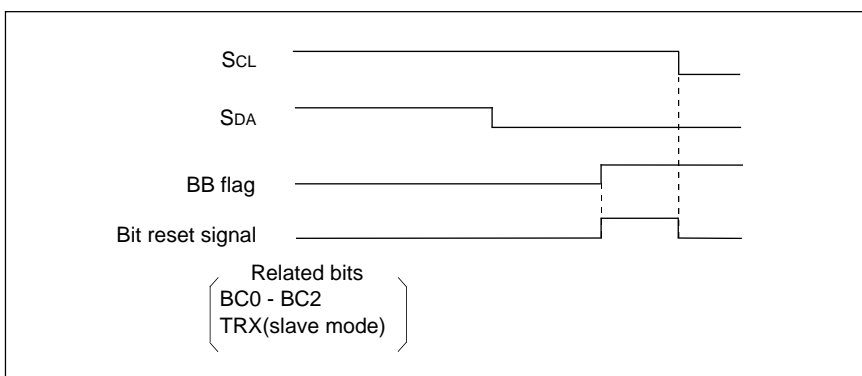 SCL
SDA
BB flag
Bit reset signal
Related bits
BC0 - BC2
TRX(slave mode)